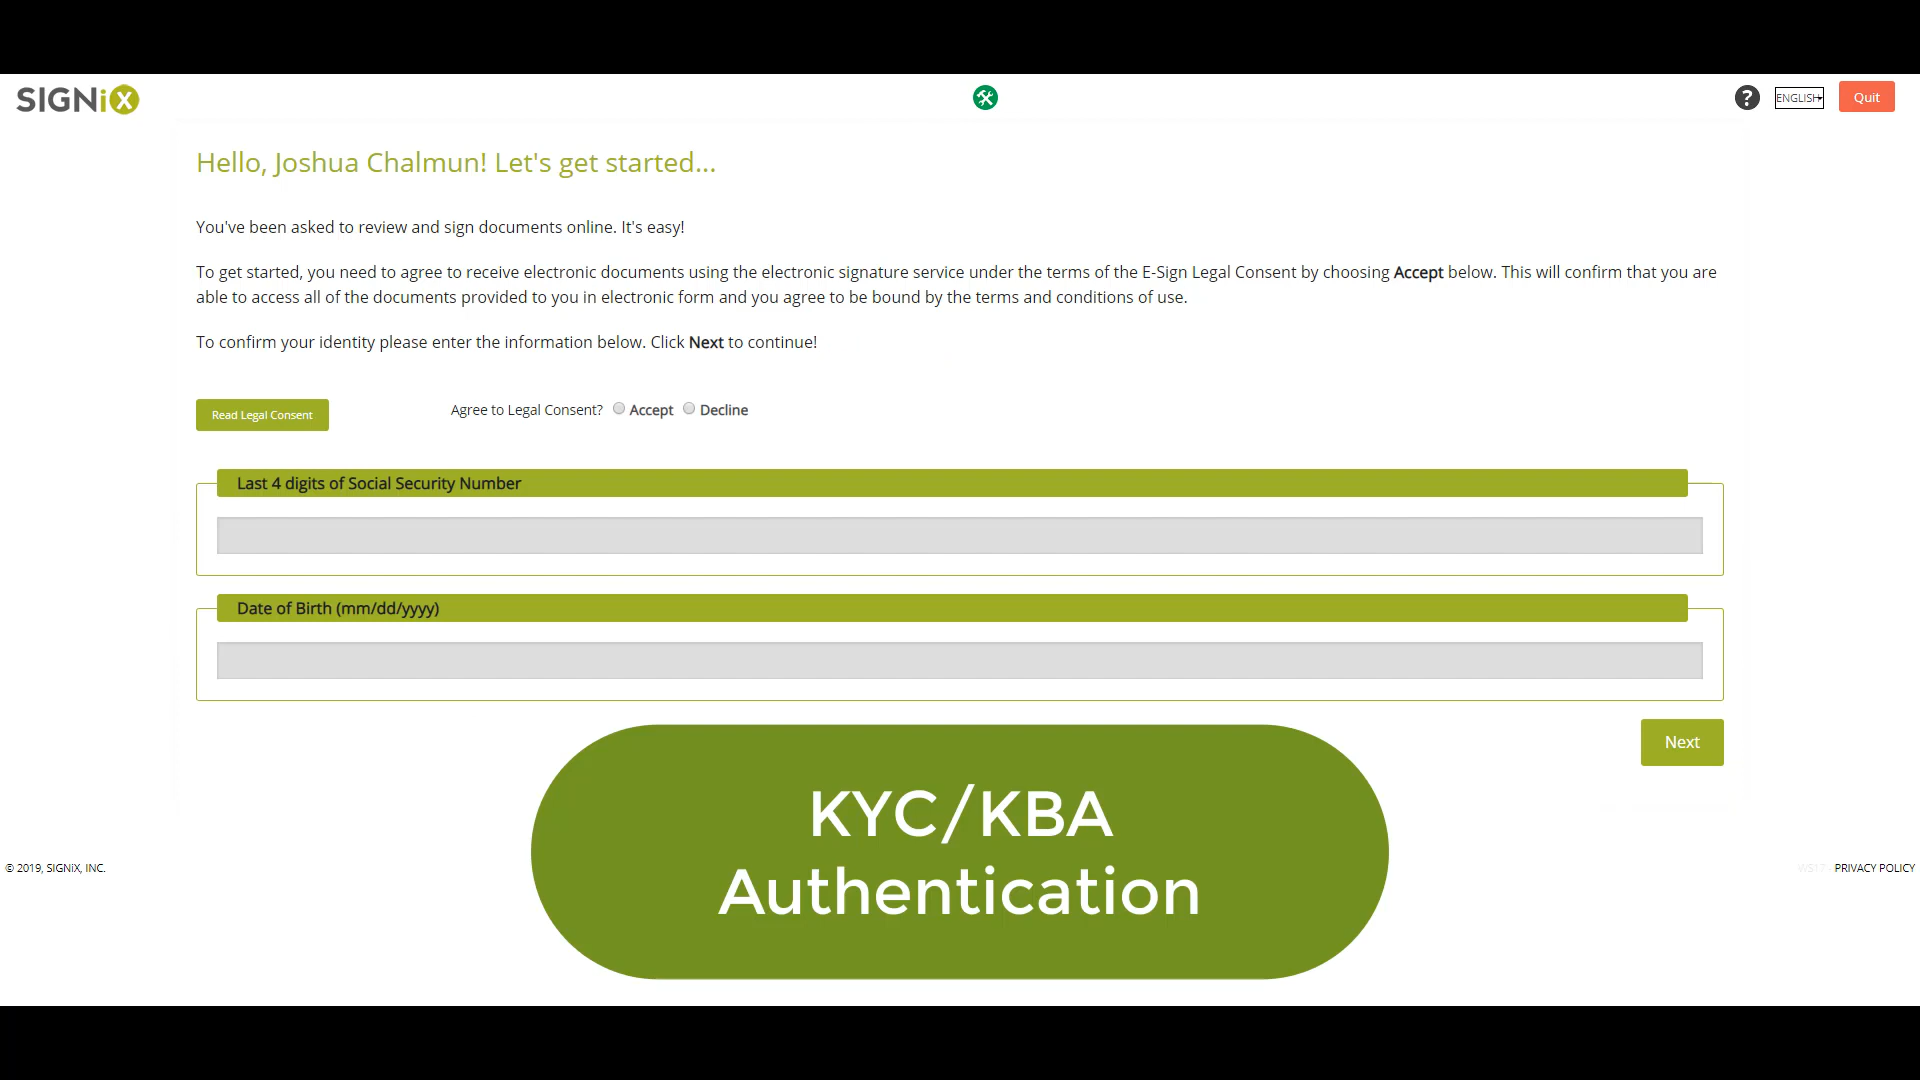 SIGNiX
ENGLISH
Quit
Hello, Joshua Chalmun! Let's get started...
You've been asked to review and sign documents online. It's easy!
To get started, you need to agree to receive electronic documents using the electronic signature service under the terms of the E-Sign Legal Consent by choosing Accept below. This will confirm that you are
able to access all of the documents provided to you in electronic form and you agree to be bound by the terms and conditions of use.
To confirm your identity please enter the information below. Click Next to continue!
Read Legal Consent
Agree to Legal Consent? Accept Decline
Last 4 digits of Social Security Number
Date of Birth (mm/dd/yyyy)
Next
KYC/KBA
Authentication
© 2019, SIGNiX, INC.
PRIVACY POLICY